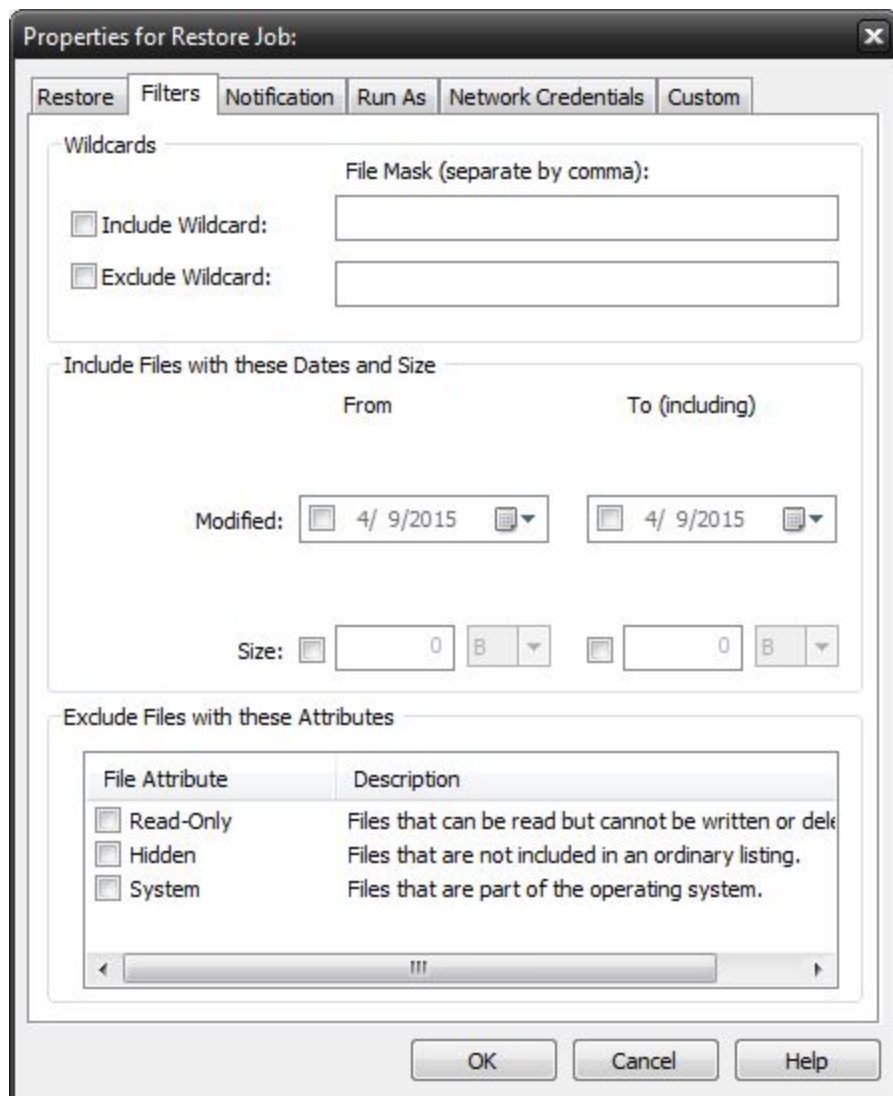 Properties for Restore Job:
Restore Filters Notification Run As Network Credentials Custom
Wildcards
File Mask (separate by comma):
Include Wildcard:
Exclude Wildcard:
Include Files with these Dates and Size
From To (including)
Modified: 4/ 9/2015 4/ 9/2015
Size: 0 B 0 B
Exclude Files with these Attributes
File Attribute Description
Read-Only Files that can be read but cannot be written or dele
Hidden Files that are not included in an ordinary listing.
System Files that are part of the operating system.
OK Cancel Help